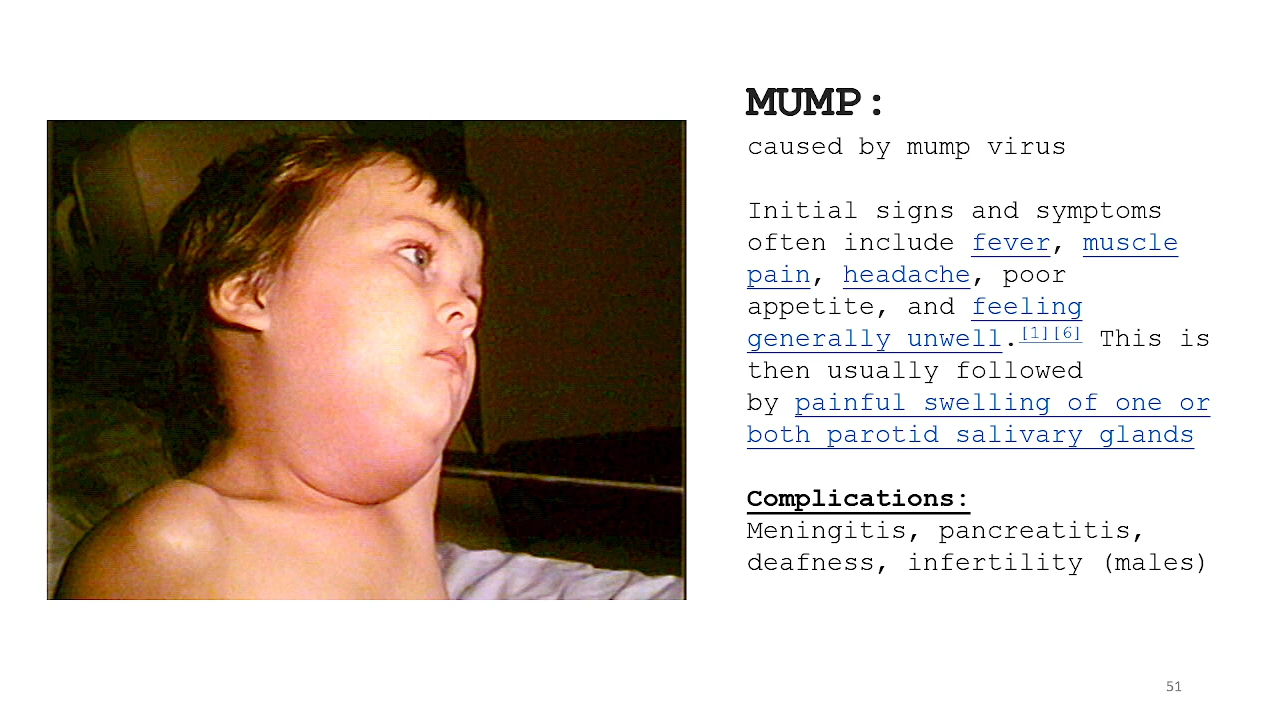 MUMP:
caused by mump virus
Initial signs and symptoms
often include fever, muscle
pain, headache, poor
appetite, and feeling
generally unwell.[1][6] This is
then usually followed
by painful swelling of one or
both parotid salivary glands
Complications:
Meningitis, pancreatitis,
deafness, infertility (males)
51